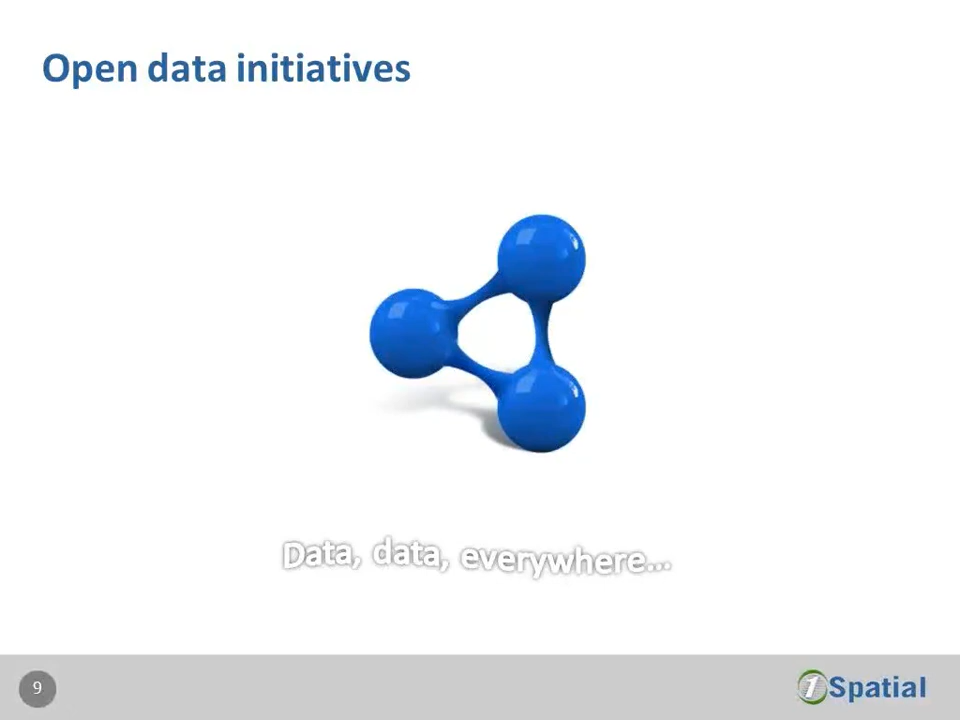 Open data initiatives
Data, data, everywhere...
9
1Spatial